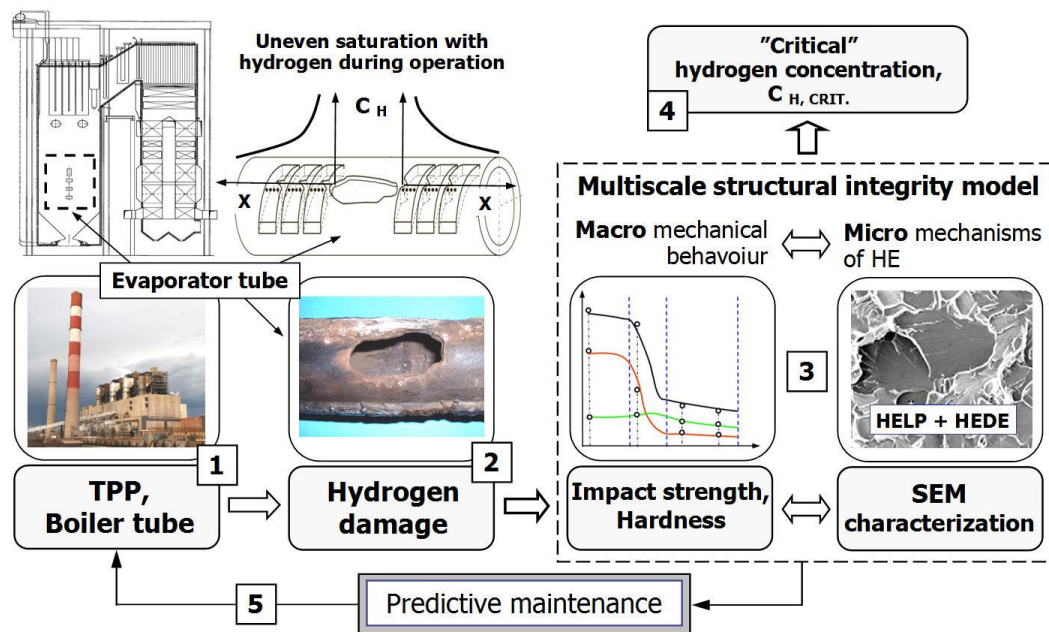 Uneven saturation with
hydrogen during operation
C H
X
X
Evaporator tube
1
TPP,
Boiler tube
2
Hydrogen
damage
Multiscale structural integrity model
Macro mechanical
behavoiur
Micro mechanisms
of HE
3
HELP + HEDE
Impact strength,
Hardness
SEM
characterization
"Critical"
hydrogen concentration,
C H, CRIT.
4
5
Predictive maintenance